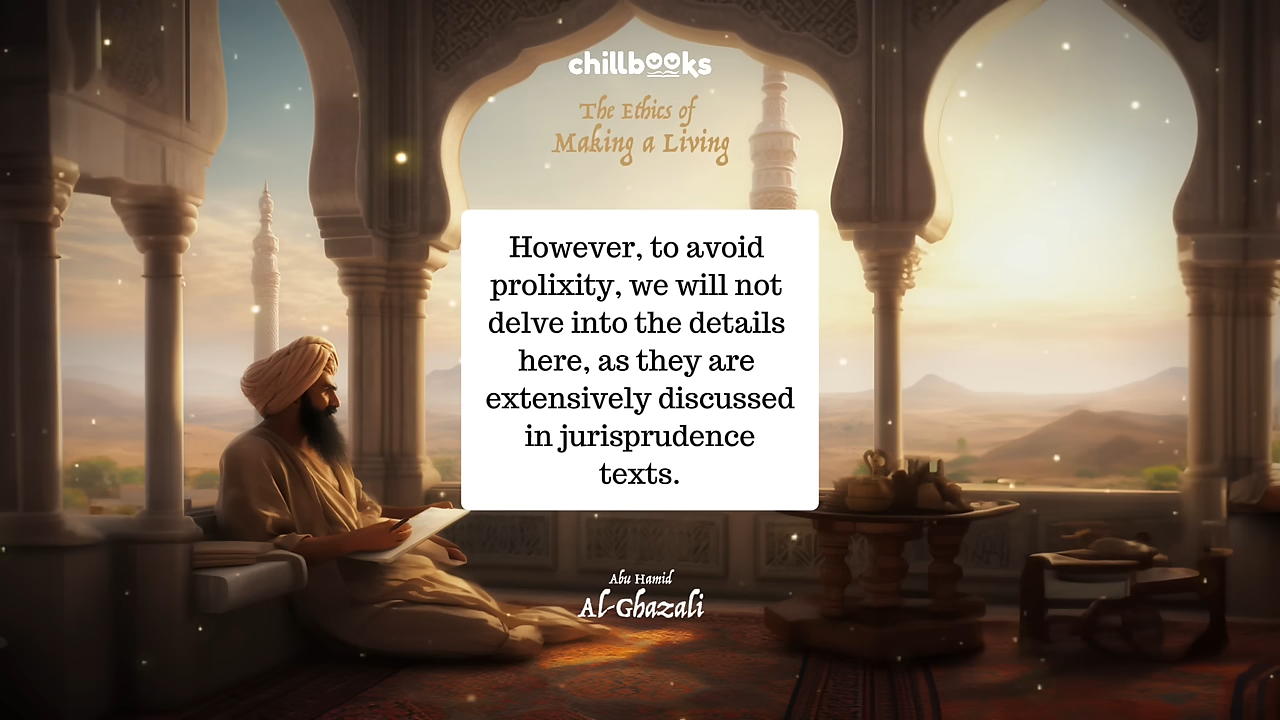 chillbooks
The Ethics of
Making a Living
However, to avoid
prolixity, we will not
delve into the details
here, as they are
extensively discussed
in jurisprudence
texts.
Abu Hamid
Al-Ghazali